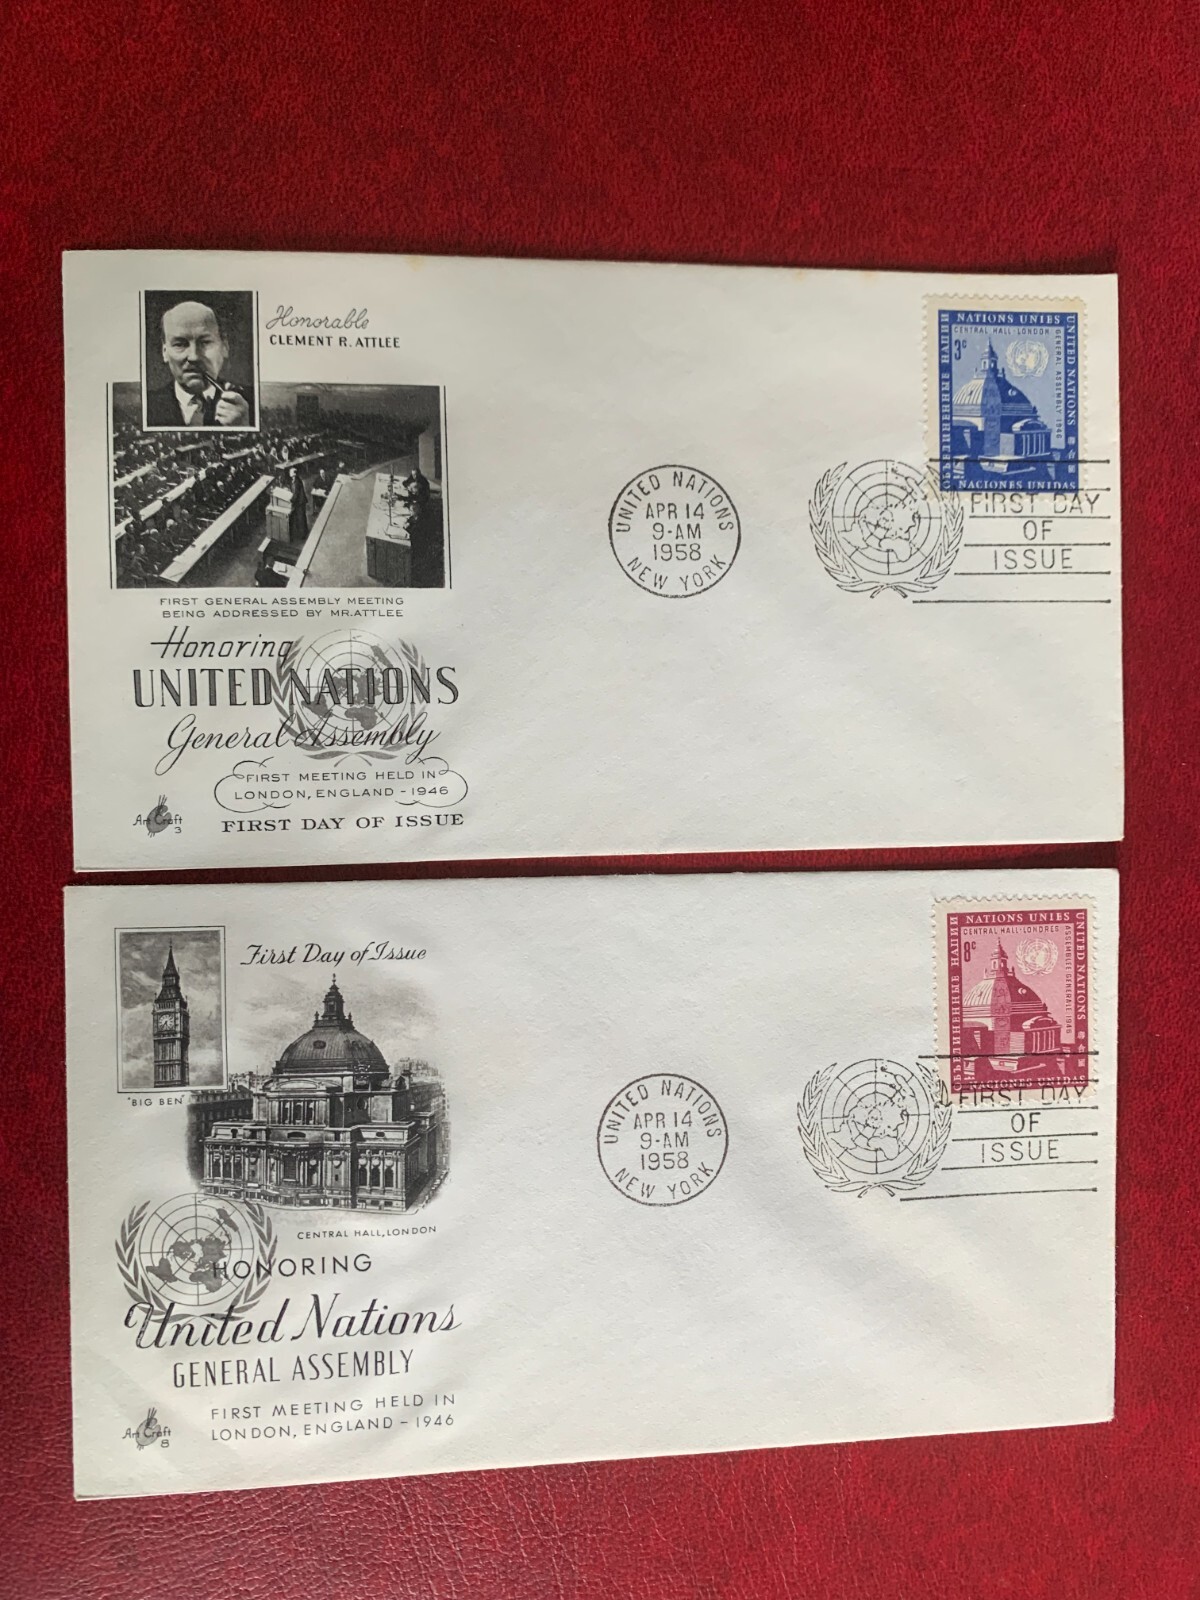 Honorable
CLEMENT R. ATTLEE
FIRST GENERAL ASSEMBLY MEETING
BEING ADDRESSED BY MR. ATTLEE
Honoring
UNITED NATIONS
General Assembly
FIRST MEETING HELD IN
LONDON, ENGLAND - 1946
Art Craft
3
FIRST DAY OF ISSUE
UNITED NATIONS
APR 14
9-AM
1958
NEW YORK
NATIONS UNIES
CENTRAL HALL-LONDON
3c
GENERAL ASSEMBLY 1946
UNITED NATIONS
ОБЪЕДИНЕННЫЕ НАЦИИ
NACIONES UNIDAS
FIRST DAY
OF
ISSUE
First Day of Issue
"BIG BEN"
CENTRAL HALL, LONDON
HONORING
United Nations
GENERAL ASSEMBLY
FIRST MEETING HELD IN
LONDON, ENGLAND - 1946
Art Craft
8
UNITED NATIONS
APR 14
9-AM
1958
NEW YORK
NATIONS UNIES
CENTRAL HALL-LONDRES
8c
ASSEMBLEE GENERALE 1946
UNITED NATIONS
ОБЪЕДИНЕННЫЕ НАЦИИ
NACIONES UNIDAS
FIRST DAY
OF
ISSUE